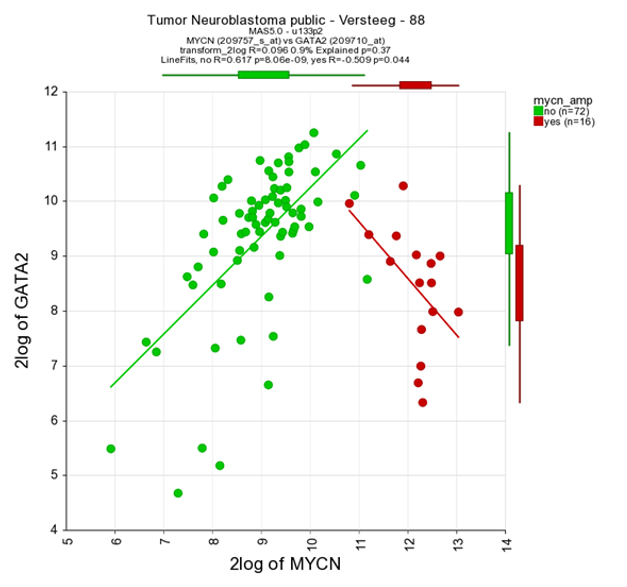 Tumor Neuroblastoma public - Versteeg - 88
MAS5.0 - u133p2
MYCN (209757_s_at) vs GATA2 (209710_at)
transform_2log R=0.096 0.9% Explained p=0.37
LineFits, no R=0.617 p=8.06e-09, yes R=-0.509 p=0.044
mycn_amp
no (n=72)
yes (n=16)
12
11
10
9
8
7
6
5
4
2log of GATA2
5 6 7 8 9 10 11 12 13 14
2log of MYCN